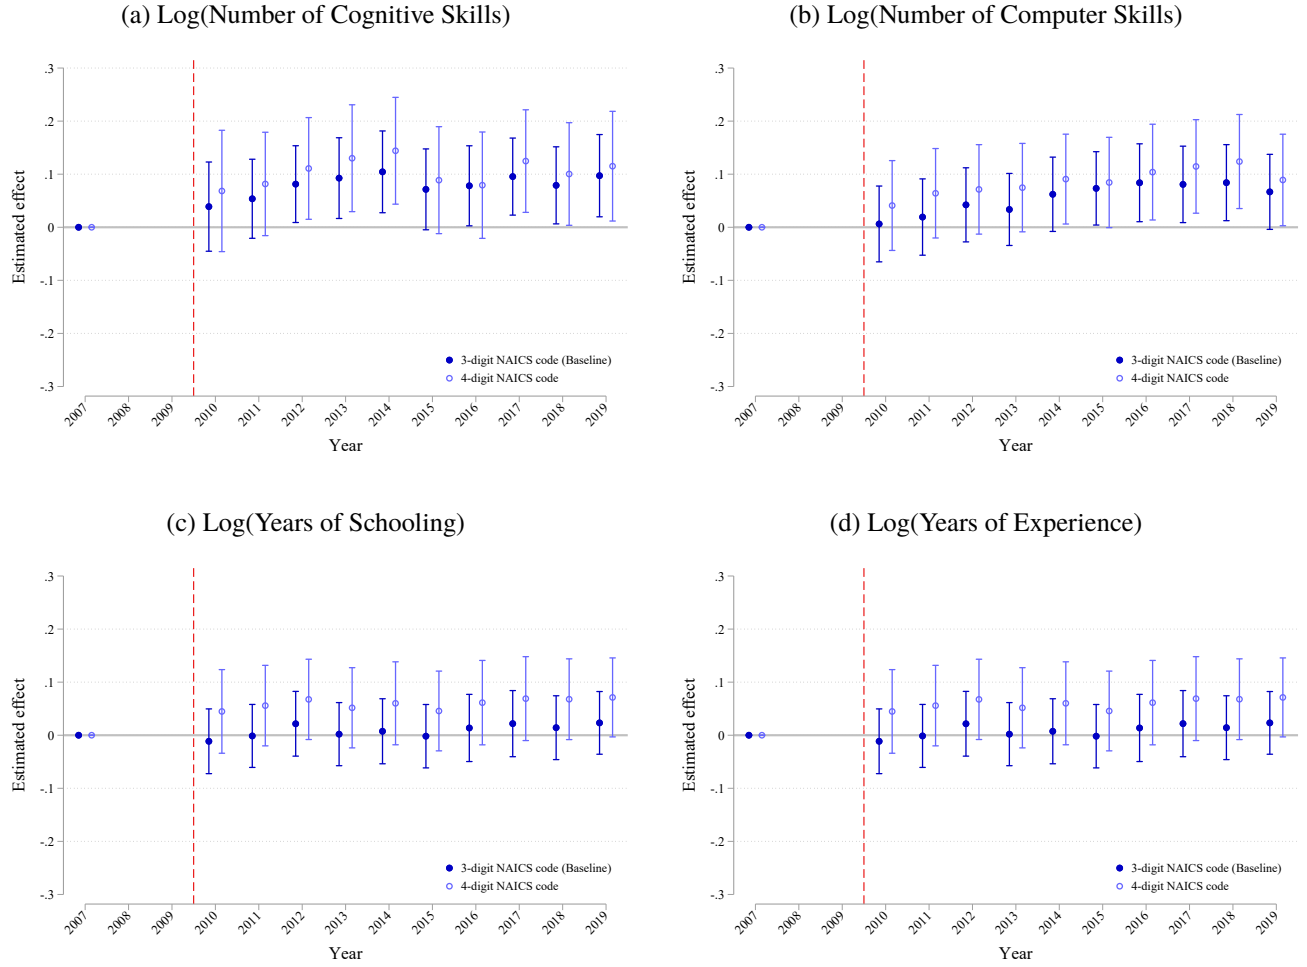 (a) Log(Number of Cognitive Skills)
.3
.2
.1
0
-.1
-.2
-.3
Estimated effect
3-digit NAICS code (Baseline)
4-digit NAICS code
2007 2008 2009 2010 2011 2012 2013 2014 2015 2016 2017 2018 2019
Year
(b) Log(Number of Computer Skills)
.3
.2
.1
0
-.1
-.2
-.3
Estimated effect
3-digit NAICS code (Baseline)
4-digit NAICS code
2007 2008 2009 2010 2011 2012 2013 2014 2015 2016 2017 2018 2019
Year
(c) Log(Years of Schooling)
.3
.2
.1
0
-.1
-.2
-.3
Estimated effect
3-digit NAICS code (Baseline)
4-digit NAICS code
2007 2008 2009 2010 2011 2012 2013 2014 2015 2016 2017 2018 2019
Year
(d) Log(Years of Experience)
.3
.2
.1
0
-.1
-.2
-.3
Estimated effect
3-digit NAICS code (Baseline)
4-digit NAICS code
2007 2008 2009 2010 2011 2012 2013 2014 2015 2016 2017 2018 2019
Year